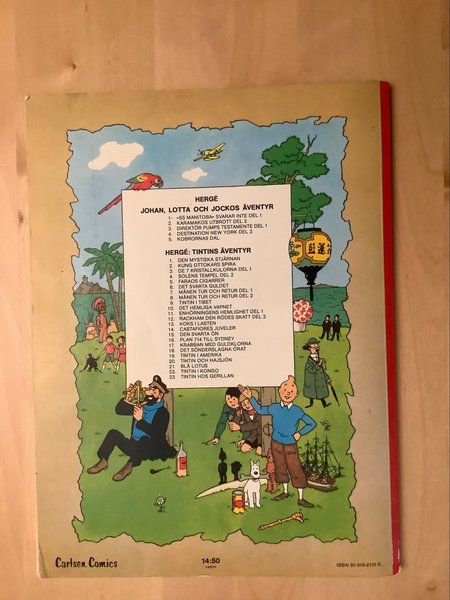 HERGÉ
JOHAN, LOTTA OCH JOCKOS ÄVENTYR
1. »SS MANITOBA» SVARAR INTE DEL 1
2. KARAMAKOS UTBROTT DEL 2
3. DIREKTÖR PUMPS TESTAMENTE DEL 1
4. DESTINATION NEW YORK DEL 2
5. KOBRORNAS DAL
HERGÉ: TINTINS ÄVENTYR
1. DEN MYSTISKA STJÄRNAN
2. KUNG OTTOKARS SPIRA
3. DE 7 KRISTALLKULORNA DEL 1
4. SOLENS TEMPEL DEL 2
5. FARAOS CIGARRER
6. DET SVARTA GULDET
7. MÅNEN TUR OCH RETUR DEL 1
8. MÅNEN TUR OCH RETUR DEL 2
9. TINTIN I TIBET
10. DET HEMLIGA VAPNET
11. ENHÖRNINGENS HEMLIGHET DEL 1
12. RACKHAM DEN RÖDES SKATT DEL 2
13. KOKS I LASTEN
14. CASTAFIORES JUVELER
15. DEN SVARTA ÖN
16. PLAN 714 TILL SYDNEY
17. KRABBAN MED GULDKLORNA
18. DET SÖNDERSLAGNA ÖRAT
19. TINTIN I AMERIKA
20. TINTIN OCH HAJSJÖN
21. BLÅ LOTUS
22. TINTIN I KONGO
23. TINTIN HOS GERILLAN
Carlsen Comics
14:50
ISBN 91-510-2131-5